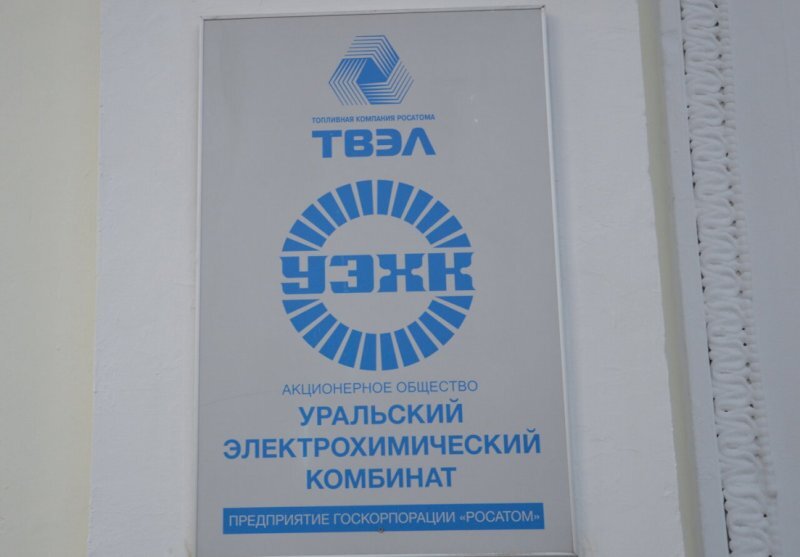 ТОПЛИВНАЯ КОМПАНИЯ РОСАТОМА
ТВЭЛ
УЭХК
АКЦИОНЕРНОЕ ОБЩЕСТВО
УРАЛЬСКИЙ
ЭЛЕКТРОХИМИЧЕСКИЙ
КОМБИНАТ
ПРЕДПРИЯТИЕ ГОСКОРПОРАЦИИ «РОСАТОМ»